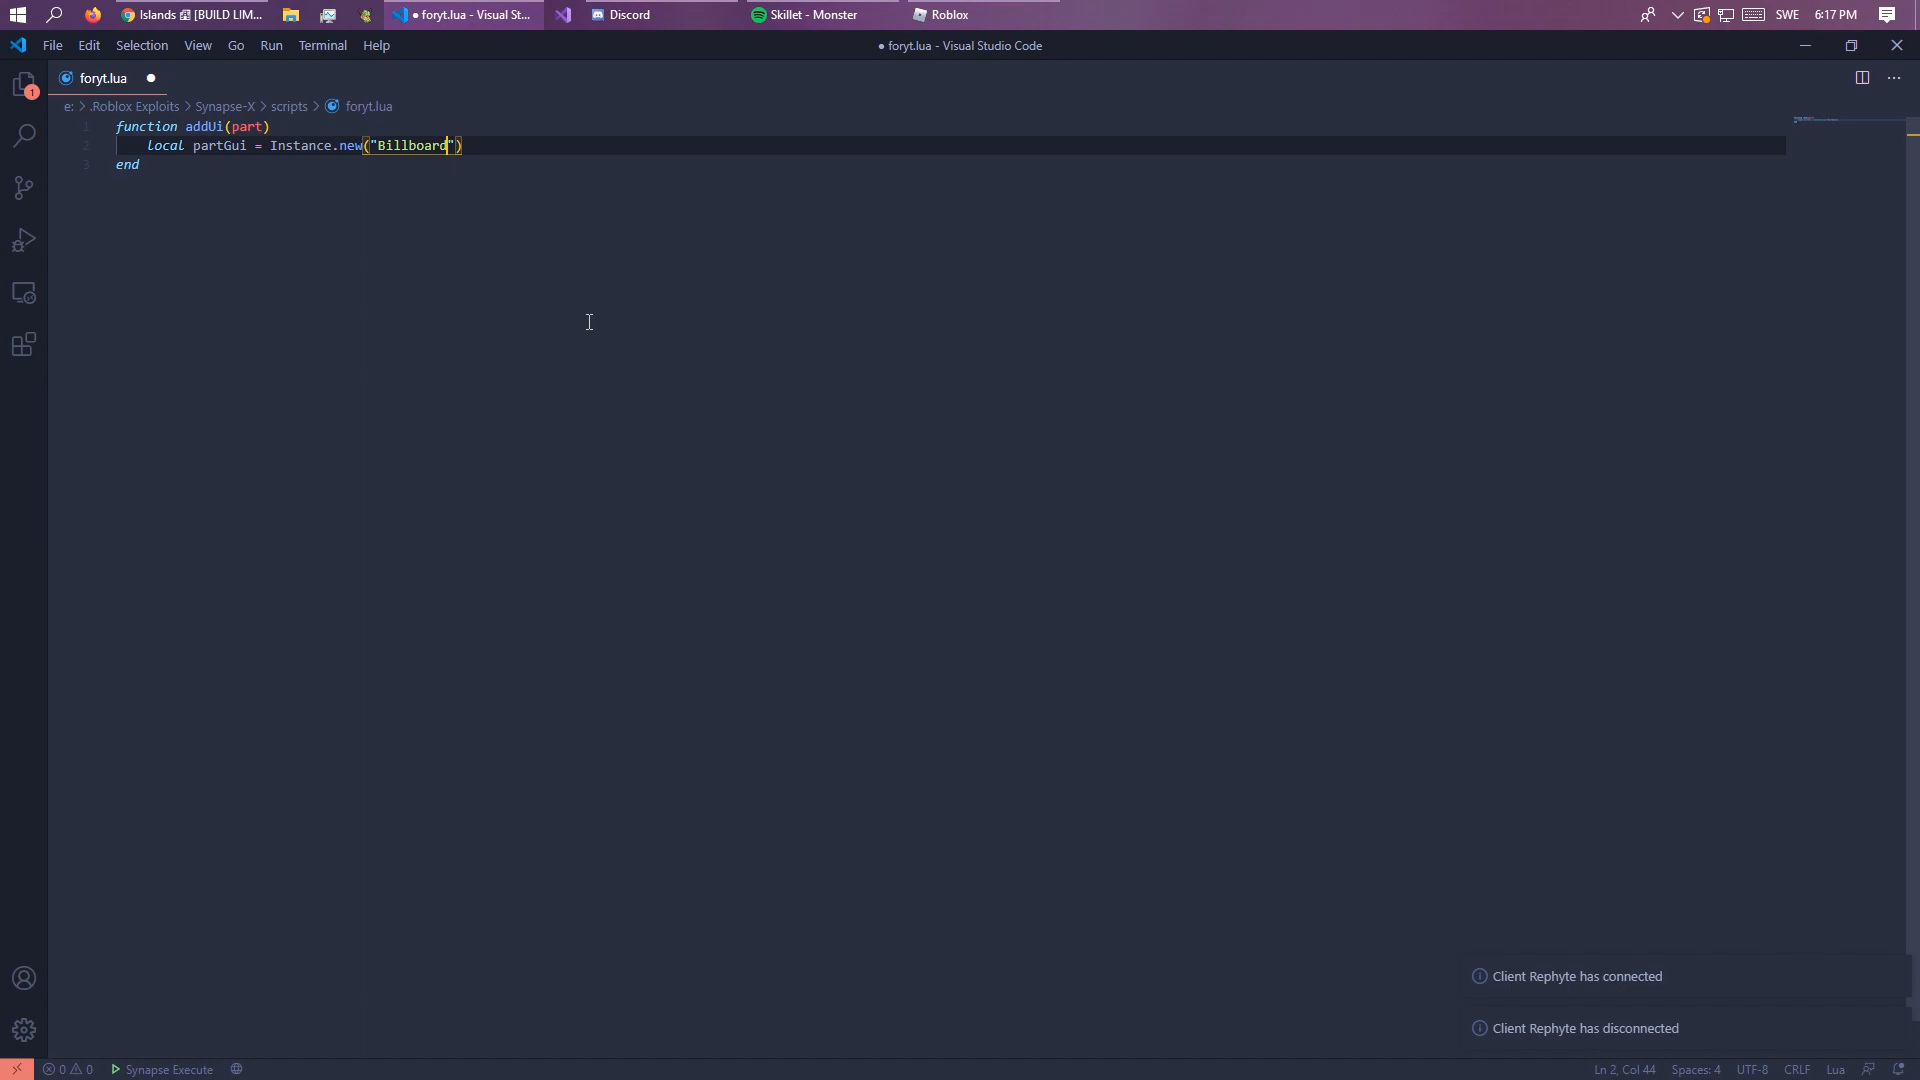 Islands 🏝 [BUILD LIM...
● foryt.lua - Visual St...
Discord
Skillet - Monster
Roblox
SWE
6:17 PM
File Edit Selection View Go Run Terminal Help
● foryt.lua - Visual Studio Code
foryt.lua
e: > .Roblox Exploits > Synapse-X > scripts > foryt.lua
1 function addUi(part)
2 local partGui = Instance.new("Billboard")
3 end
1
Client Rephyte has connected
Client Rephyte has disconnected
0 0 Synapse Execute
Ln 2, Col 44 Spaces: 4 UTF-8 CRLF Lua